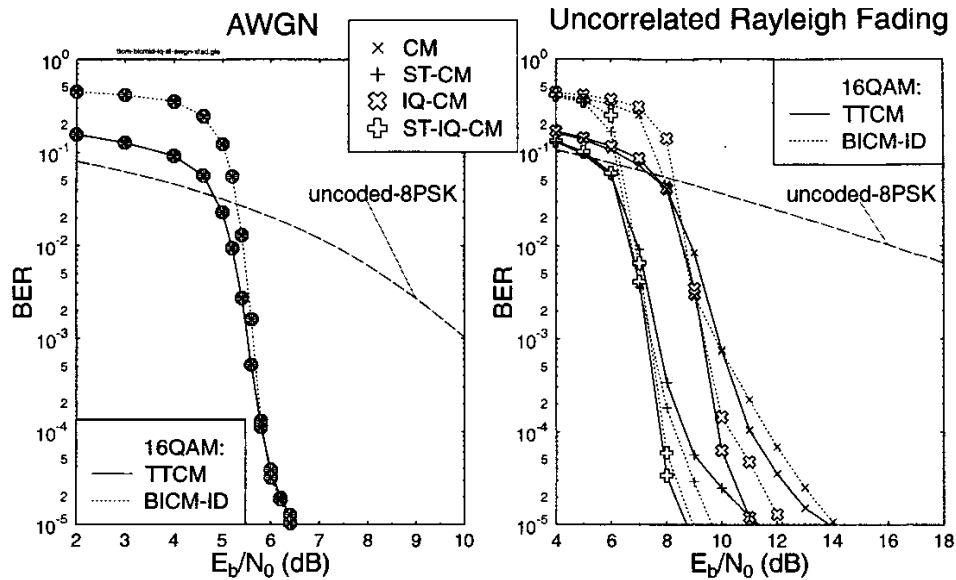 AWGN
Uncorrelated Rayleigh Fading
CM
ST-CM
IQ-CM
ST-IQ-CM
BER
10^0
5
2
10^-1
5
2
10^-2
5
2
10^-3
5
2
10^-4
5
2
10^-5
uncoded-8PSK
16QAM:
TTCM
BICM-ID
2 3 4 5 6 7 8 9 10
E_b/N_0 (dB)
BER
10^0
5
2
10^-1
5
2
10^-2
5
2
10^-3
5
2
10^-4
5
2
10^-5
16QAM:
TTCM
BICM-ID
uncoded-8PSK
4 6 8 10 12 14 16 18
E_b/N_0 (dB)